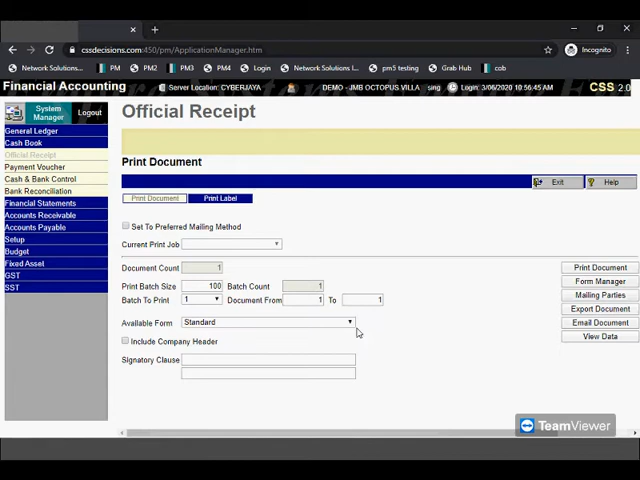 cssdecisions.com:450/pm/ApplicationManager.htm
Incognito
Network Solutions...
PM
PM2
PM3
PM4
Login
Network Solutions I...
pm5 testing
Grab Hub
cob
Financial Accounting
Server Location: CYBERJAYA
DEMO - JMB OCTOPUS VILLA
sing
Login: 3/06/2020 10:56:45 AM
CSS 2.0
System Manager
Logout
General Ledger
Cash Book
Official Receipt
Payment Voucher
Cash & Bank Control
Bank Reconciliation
Financial Statements
Accounts Receivable
Accounts Payable
Setup
Budget
Fixed Asset
GST
SST
Official Receipt
Print Document
Exit
Help
Print Document
Print Label
Set To Preferred Mailing Method
Current Print Job
Document Count 1
Print Batch Size 100 Batch Count 1
Batch To Print 1 Document From 1 To 1
Available Form Standard
Include Company Header
Signatory Clause
Print Document
Form Manager
Mailing Parties
Export Document
Email Document
View Data
TeamViewer